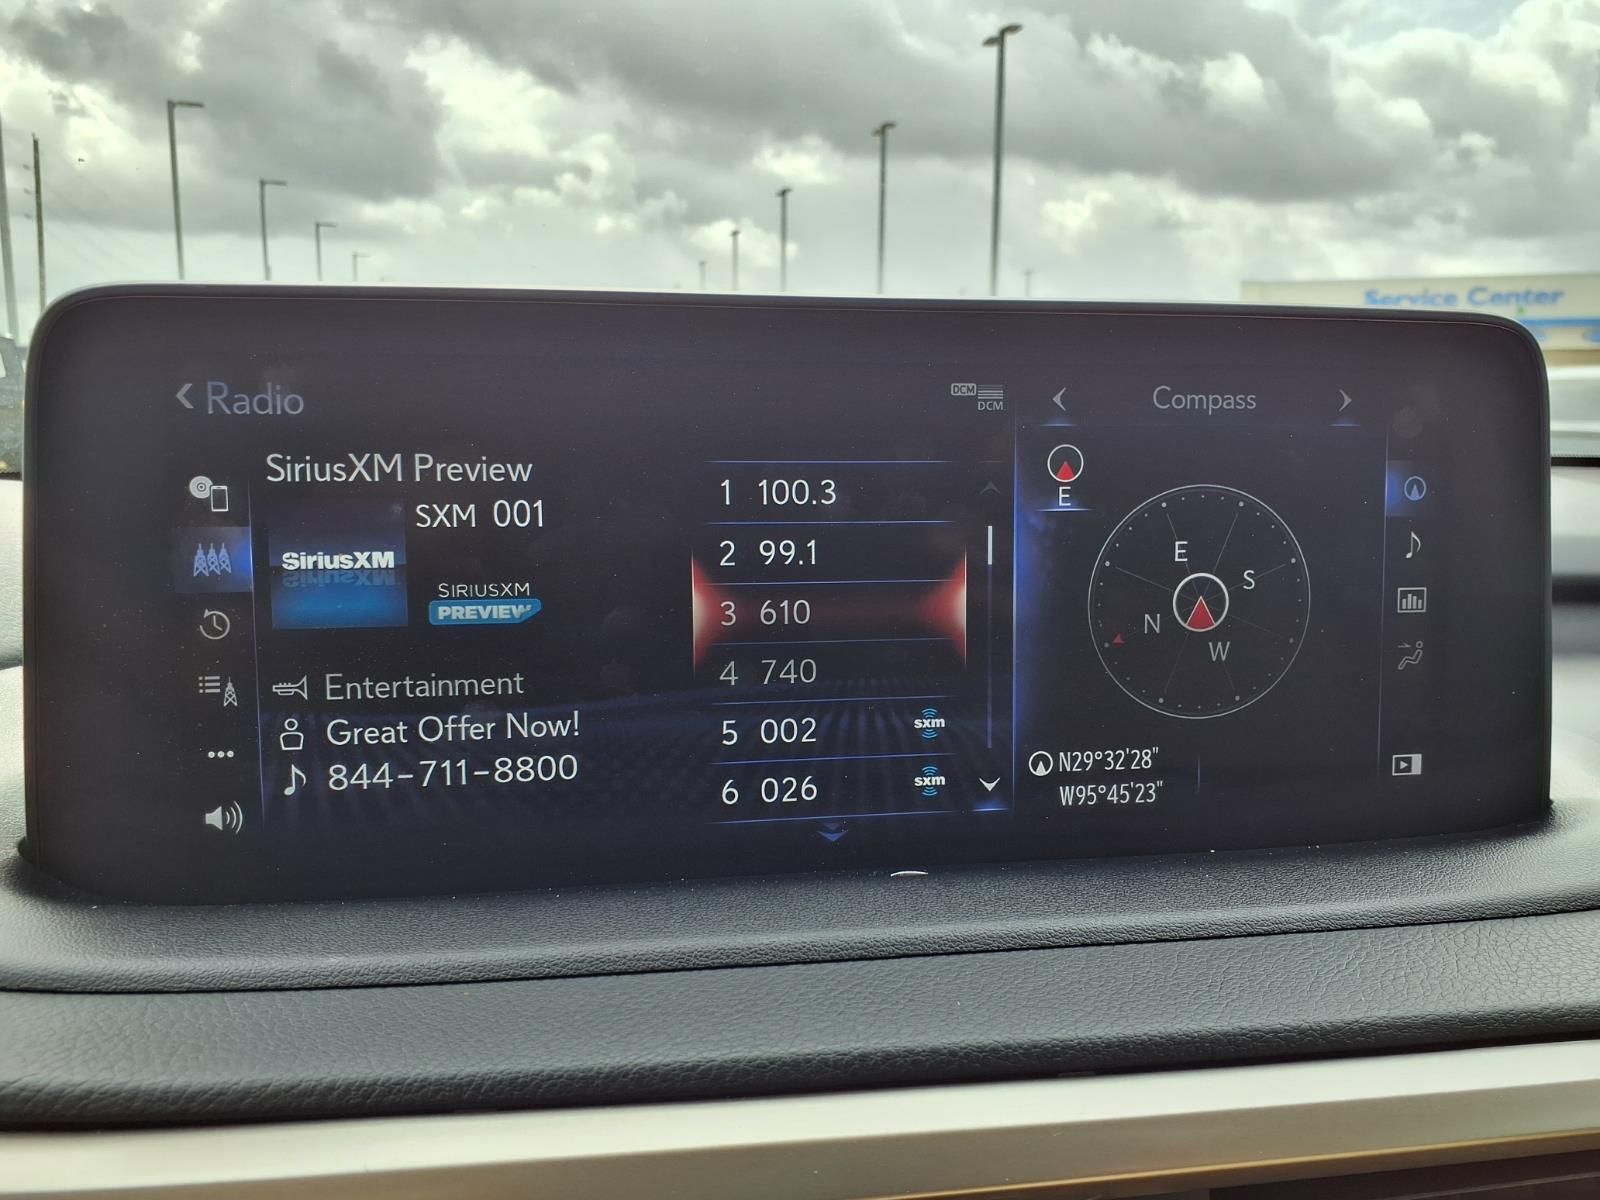 Service Center
Radio
DCM
DCM
Compass
SiriusXM Preview
SXM 001
SiriusXM
SIRIUSXM
PREVIEW
Entertainment
Great Offer Now!
844-711-8800
1 100.3
2 99.1
3 610
4 740
5 002 sxm
6 026 sxm
E
E
S
N
W
N29°32'28"
W95°45'23"